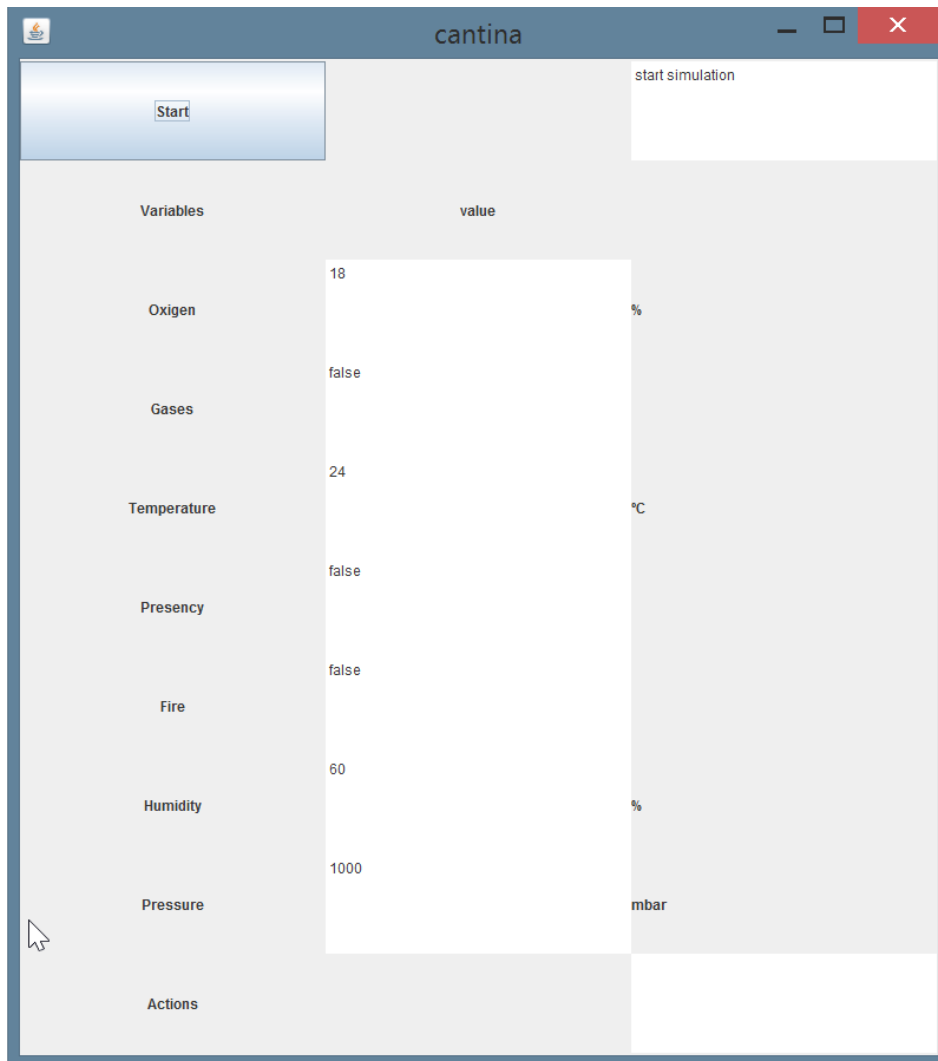 cantina
Start
start simulation
Variables value
18
Oxigen %
false
Gases
24
Temperature ºC
false
Presency
false
Fire
60
Humidity %
1000
Pressure mbar
Actions